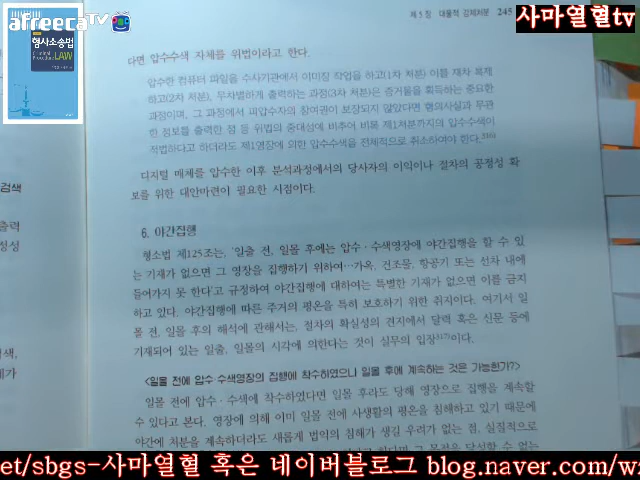 afreecaTV
형사소송법
Criminal
Procedure LAW
제 5 장 대물적 강제처분 245
사마열혈tv
다면 압수수색 자체를 위법이라고 한다.
압수한 컴퓨터 파일을 수사기관에서 이미징 작업을 하고(1차 처분) 이를 재차 복제
하고(2차 처분), 무차별하게 출력하는 과정(3차 처분)은 증거물을 획득하는 중요한
과정이며, 그 과정에서 피압수자의 참여권이 보장되지 않았다면 혐의사실과 무관
한 정보를 출력한 점 등 위법의 중대성에 비추어 비록 제1처분까지의 압수수색이
적법하다고 하더라도 제1영장에 의한 압수수색을 전체적으로 취소하여야 한다.
디지털 매체를 압수한 이후 분석과정에서의 당사자의 이익이나 절차의 공정성 확
보를 위한 대안마련이 필요한 시점이다.
검색
출력
정성
6. 야간집행
형소법 제125조는, '일출 전, 일몰 후에는 압수 · 수색영장에 야간집행을 할 수 있
는 기재가 없으면 그 영장을 집행하기 위하여…가옥, 건조물, 항공기 또는 선차 내에
들어가지 못 한다'고 규정하여 야간집행에 대하여는 특별한 기재가 없으면 이를 금지
하고 있다. 야간집행에 따른 주거의 평온을 특히 보호하기 위한 취지이다. 여기서 일
몰 전, 일몰 후의 해석에 관해서는, 절차의 확실성의 견지에서 달력 혹은 신문 등에
기재되어 있는 일출, 일몰의 시각에 의한다는 것이 실무의 입장317)이다.
색,
케가
<일몰 전에 압수·수색영장의 집행에 착수하였으나 일몰 후에 계속하는 것은 가능한가?>
일몰 전에 압수 · 수색에 착수하였다면 일몰 후라도 당해 영장으로 집행을 계속할
수 있다고 본다. 영장에 의해 이미 일몰 전에 사생활의 평온을 침해하고 있기 때문에
야간에 처분을 계속하더라도 새롭게 법익의 침해가 생길 우려가 없는 점, 실질적으로
그 목적을 달성할 수 없는
et/sbgs-사마열혈 혹은 네이버블로그 blog.naver.com/wz